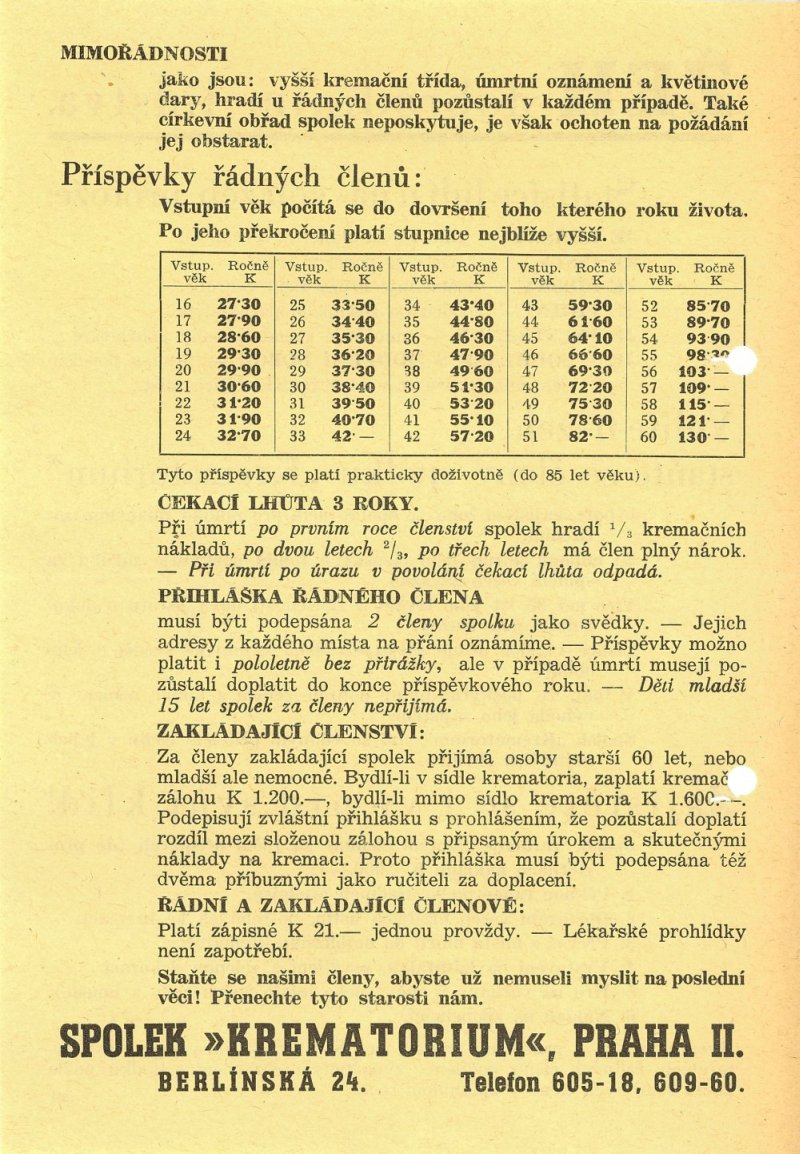 MIMOŘÁDNOSTI
jako jsou: vyšší kremační třída, úmrtní oznámení a květinové
dary, hradí u řádných členů pozůstalí v každém případě. Také
církevní obřad spolek neposkytuje, je však ochoten na požádání
jej obstarat.
Příspěvky řádných členů:
Vstupní věk počítá se do dovršení toho kterého roku života.
Po jeho překročení platí stupnice nejblíže vyšší.
Vstup. Ročně Vstup. Ročně Vstup. Ročně Vstup. Ročně Vstup. Ročně
věk K věk K věk K věk K věk K
16 27·30 25 33·50 34 43·40 43 59·30 52 85·70
17 27·90 26 34·40 35 44·80 44 61·60 53 89·70
18 28·60 27 35·30 36 46·30 45 64·10 54 93·90
19 29·30 28 36·20 37 47·90 46 66·60 55
20 29·90 29 37·30 38 49·60 47 69·30 56 103·—
21 30·60 30 38·40 39 51·30 48 72·20 57 109·—
22 31·20 31 39·50 40 53·20 49 75·30 58 115·—
23 31·90 32 40·70 41 55·10 50 78·60 59 121·—
24 32·70 33 42·— 42 57·20 51 82·— 60 130·—
Tyto příspěvky se platí prakticky doživotně (do 85 let věku).
ČEKACÍ LHŮTA 3 ROKY.
Při úmrtí po prvním roce členství spolek hradí 1/3 kremačních
nákladů, po dvou letech 2/3, po třech letech má člen plný nárok.
— Při úmrtí po úrazu v povolání čekací lhůta odpadá.
PŘIHLÁŠKA ŘÁDNÉHO ČLENA
musí býti podepsána 2 členy spolku jako svědky. — Jejich
adresy z každého místa na přání oznámíme. — Příspěvky možno
platit i pololetně bez přirážky, ale v případě úmrtí musejí po-
zůstalí doplatit do konce příspěvkového roku. — Děti mladší
15 let spolek za členy nepřijímá.
ZAKLÁDAJÍCÍ ČLENSTVÍ:
Za členy zakládající spolek přijímá osoby starší 60 let, nebo
mladší ale nemocné. Bydlí-li v sídle krematoria, zaplatí kremač
zálohu K 1.200.—, bydlí-li mimo sídlo krematoria K 1.600.—.
Podepisují zvláštní přihlášku s prohlášením, že pozůstalí doplatí
rozdíl mezi složenou zálohou s připsaným úrokem a skutečnými
náklady na kremaci. Proto přihláška musí býti podepsána též
dvěma příbuznými jako ručiteli za doplacení.
ŘÁDNÍ A ZAKLÁDAJÍCÍ ČLENOVÉ:
Platí zápisné K 21.— jednou provždy. — Lékařské prohlídky
není zapotřebí.
Staňte se našimi členy, abyste už nemuseli myslit na poslední
věci! Přenechte tyto starosti nám.
SPOLEK »KREMATORIUM«, PRAHA II.
BERLÍNSKÁ 24. Telefon 605-18, 609-60.